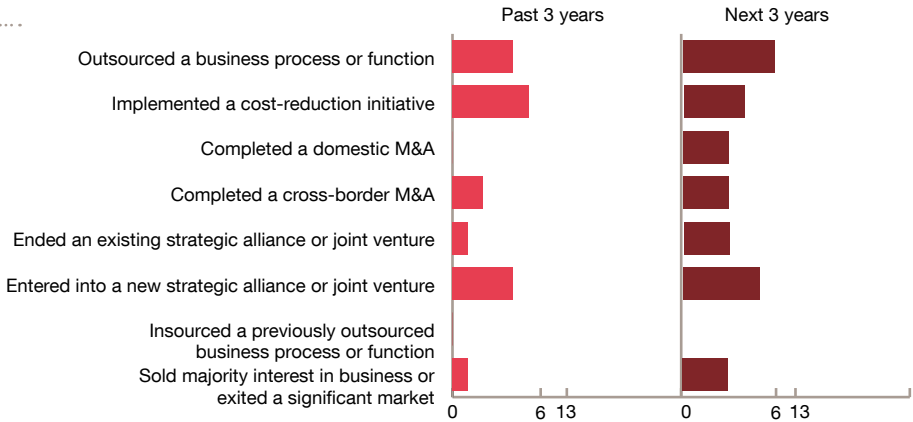 Past 3 years
Next 3 years
Outsourced a business process or function
Implemented a cost-reduction initiative
Completed a domestic M&A
Completed a cross-border M&A
Ended an existing strategic alliance or joint venture
Entered into a new strategic alliance or joint venture
Insourced a previously outsourced
business process or function
Sold majority interest in business or
exited a significant market
0 6 13
0 6 13